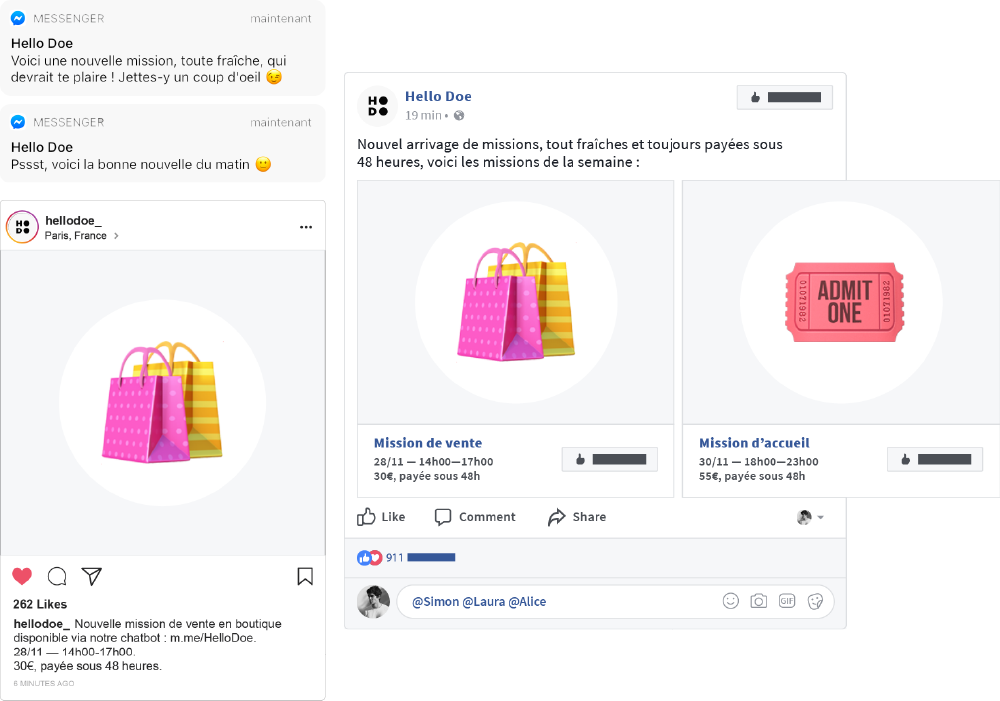 MESSENGER maintenant
Hello Doe
Voici une nouvelle mission, toute fraîche, qui
devrait te plaire ! Jettes-y un coup d'oeil 😉
MESSENGER maintenant
Hello Doe
Pssst, voici la bonne nouvelle du matin 🙂
HO
DO
hellodoe_
Paris, France >
262 Likes
hellodoe_ Nouvelle mission de vente en boutique
disponible via notre chatbot : m.me/HelloDoe.
28/11 — 14h00-17h00.
30€, payée sous 48 heures.
6 MINUTES AGO
HO
DO
Hello Doe
19 min •
Nouvel arrivage de missions, tout fraîches et toujours payées sous
48 heures, voici les missions de la semaine :
Mission de vente
28/11 — 14h00—17h00
30€, payée sous 48h
01071982
ADMIT
ONE
01071982
Mission d'accueil
30/11 — 18h00—23h00
55€, payée sous 48h
Like Comment Share
911
@Simon @Laura @Alice
GIF